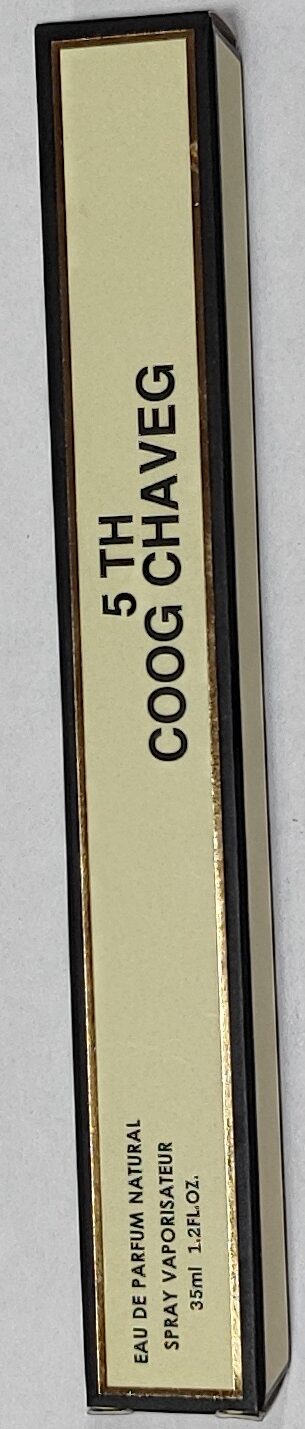 5 TH
COOG CHAVEG
EAU DE PARFUM NATURAL
SPRAY VAPORISATEUR
35ml 1.2FL.OZ.